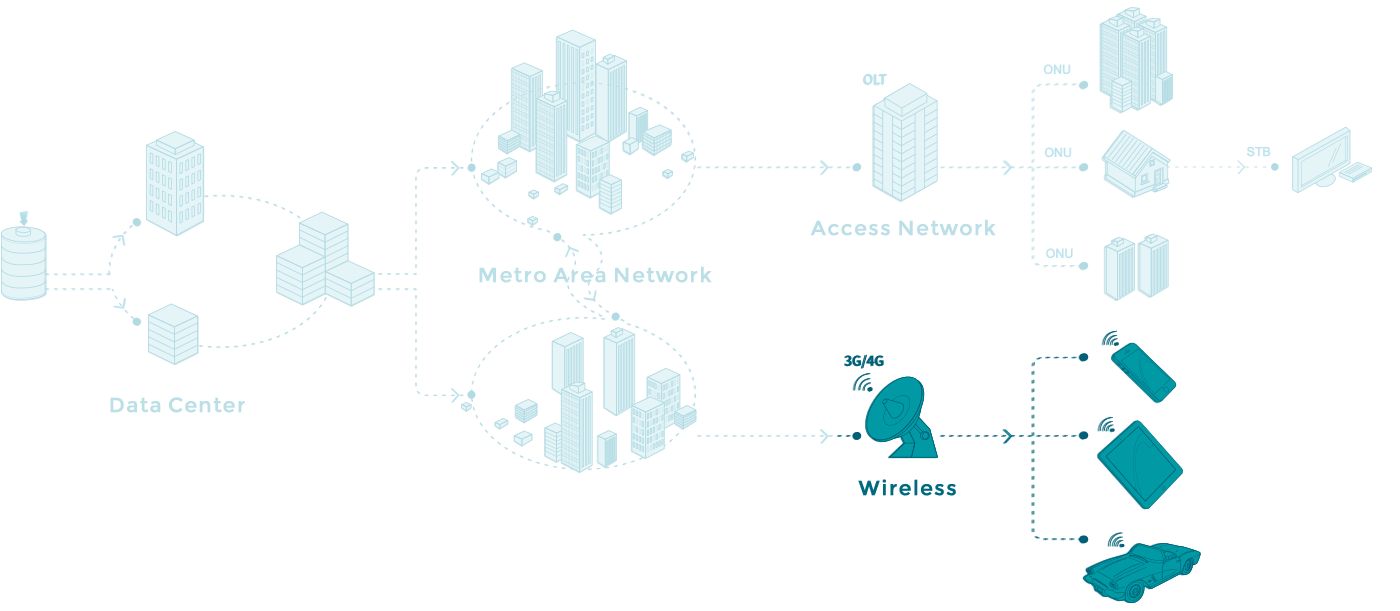 OLT
ONU
ONU
STB
Access Network
ONU
Metro Area Network
3G/4G
Data Center
Wireless